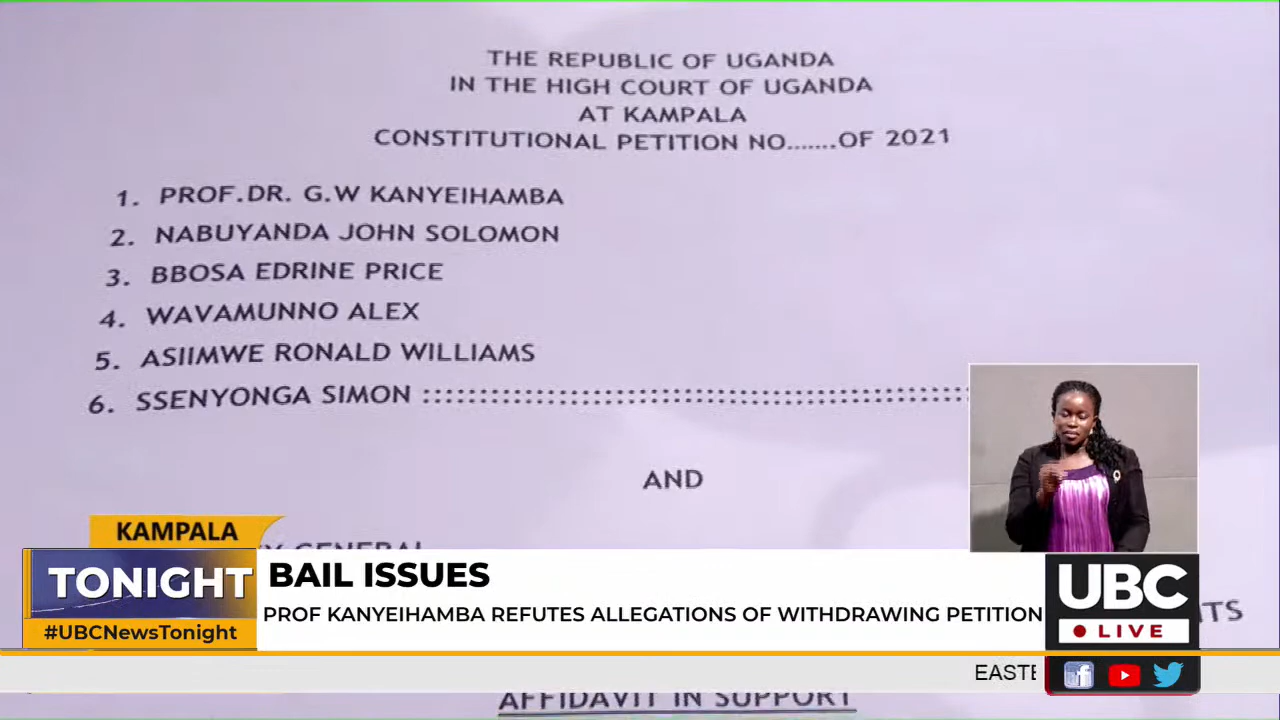 THE REPUBLIC OF UGANDA
IN THE HIGH COURT OF UGANDA
AT KAMPALA
CONSTITUTIONAL PETITION NO.......OF 2021
1. PROF.DR. G.W KANYEIHAMBA
2. NABUYANDA JOHN SOLOMON
3. BBOSA EDRINE PRICE
4. WAVAMUNNO ALEX
5. ASIIMWE RONALD WILLIAMS
6. SSENYONGA SIMON ::::::::::::::::::::::::::::::::::::::::::
AND
KAMPALA
GENERAL
TONIGHT
BAIL ISSUES
UBC
PROF KANYEIHAMBA REFUTES ALLEGATIONS OF WITHDRAWING PETITION
#UBCNewsTonight
LIVE
AFFIDAVIT IN SUPPORT